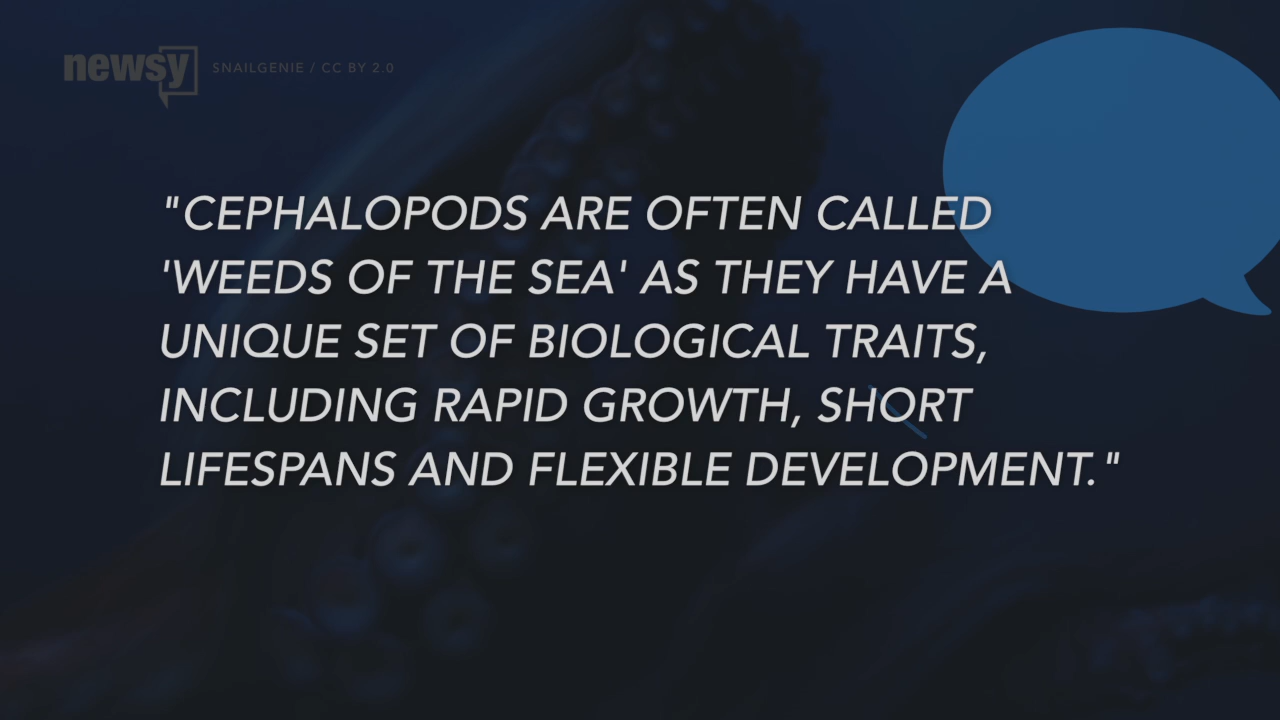 newsy SNAILGENIE / CC BY 2.0
"CEPHALOPODS ARE OFTEN CALLED
'WEEDS OF THE SEA' AS THEY HAVE A
UNIQUE SET OF BIOLOGICAL TRAITS,
INCLUDING RAPID GROWTH, SHORT
LIFESPANS AND FLEXIBLE DEVELOPMENT."